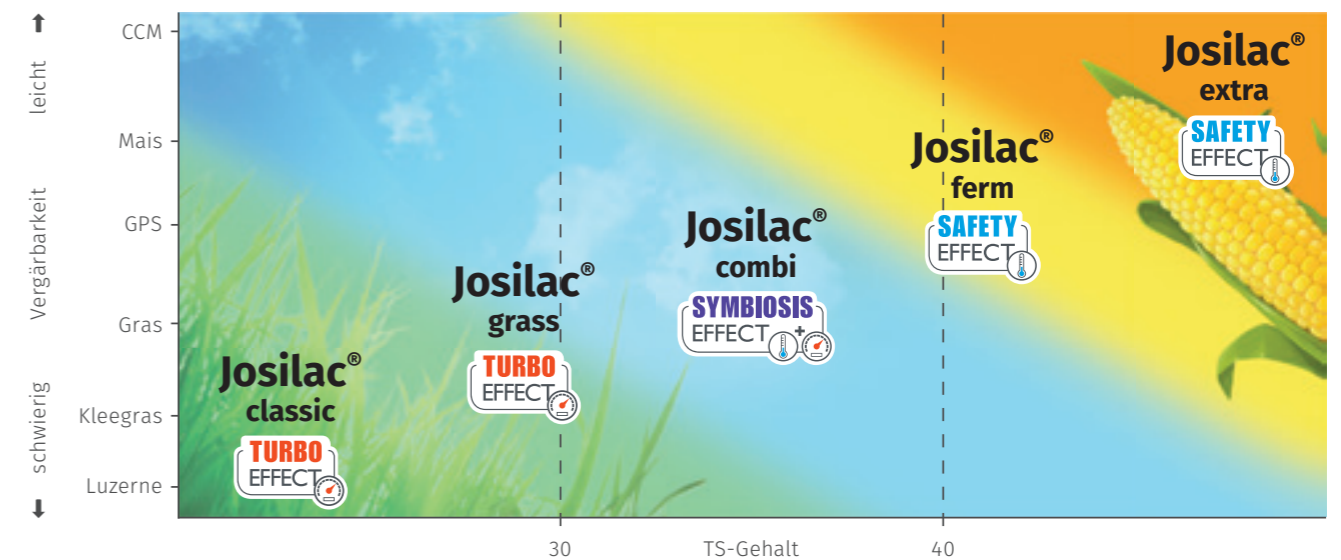 leicht
Vergärbarkeit
schwierig
CCM
Mais
GPS
Gras
Kleegras
Luzerne
Josilac®
classic
TURBO
EFFECT
Josilac®
grass
TURBO
EFFECT
Josilac®
combi
SYMBIOSIS
EFFECT
+
Josilac®
ferm
SAFETY
EFFECT
Josilac®
extra
SAFETY
EFFECT
30 TS-Gehalt 40